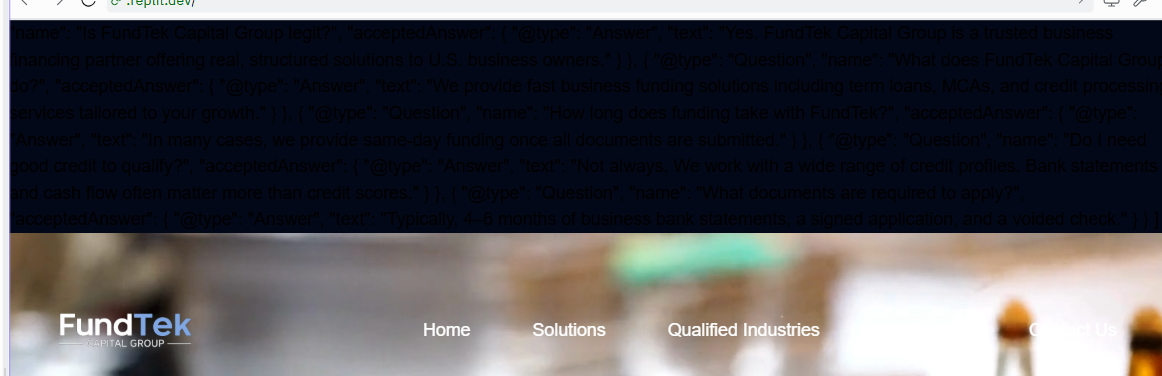 .replit.dev/
"name": "Is FundTek Capital Group legit?", "acceptedAnswer": { "@type": "Answer", "text": "Yes. FundTek Capital Group is a trusted business
financing partner offering real, structured solutions to U.S. business owners." } }, { "@type": "Question", "name": "What does FundTek Capital Group
do?", "acceptedAnswer": { "@type": "Answer", "text": "We provide fast business funding solutions including term loans, MCAs, and credit processing
services tailored to your growth." } }, { "@type": "Question", "name": "How long does funding take with FundTek?", "acceptedAnswer": { "@type":
"Answer", "text": "In many cases, we provide same-day funding once all documents are submitted." } }, { "@type": "Question", "name": "Do I need
good credit to qualify?", "acceptedAnswer": { "@type": "Answer", "text": "Not always. We work with a wide range of credit profiles. Bank statements
and cash flow often matter more than credit scores." } }, { "@type": "Question", "name": "What documents are required to apply?",
"acceptedAnswer": { "@type": "Answer", "text": "Typically, 4–6 months of business bank statements, a signed application, and a voided check." } } ]
FundTek
CAPITAL GROUP
Home Solutions Qualified Industries Contact Us